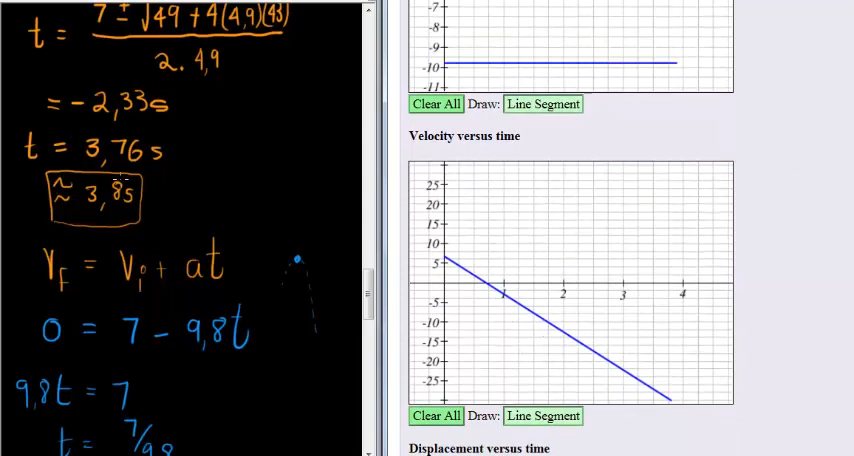 t = 7 ± √49 + 4(4,9)(43)
2 . 4,9
= - 2,33s
t = 3,76 s
≈ 3,8s
Vf = Vi + at
0 = 7 - 9,8t
9,8t = 7
t = 7/9,8
-7
-8
-9
-10
-11
Clear All Draw: Line Segment
Velocity versus time
25
20
15
10
5
1 2 3 4
-5
-10
-15
-20
-25
Clear All Draw: Line Segment
Displacement versus time